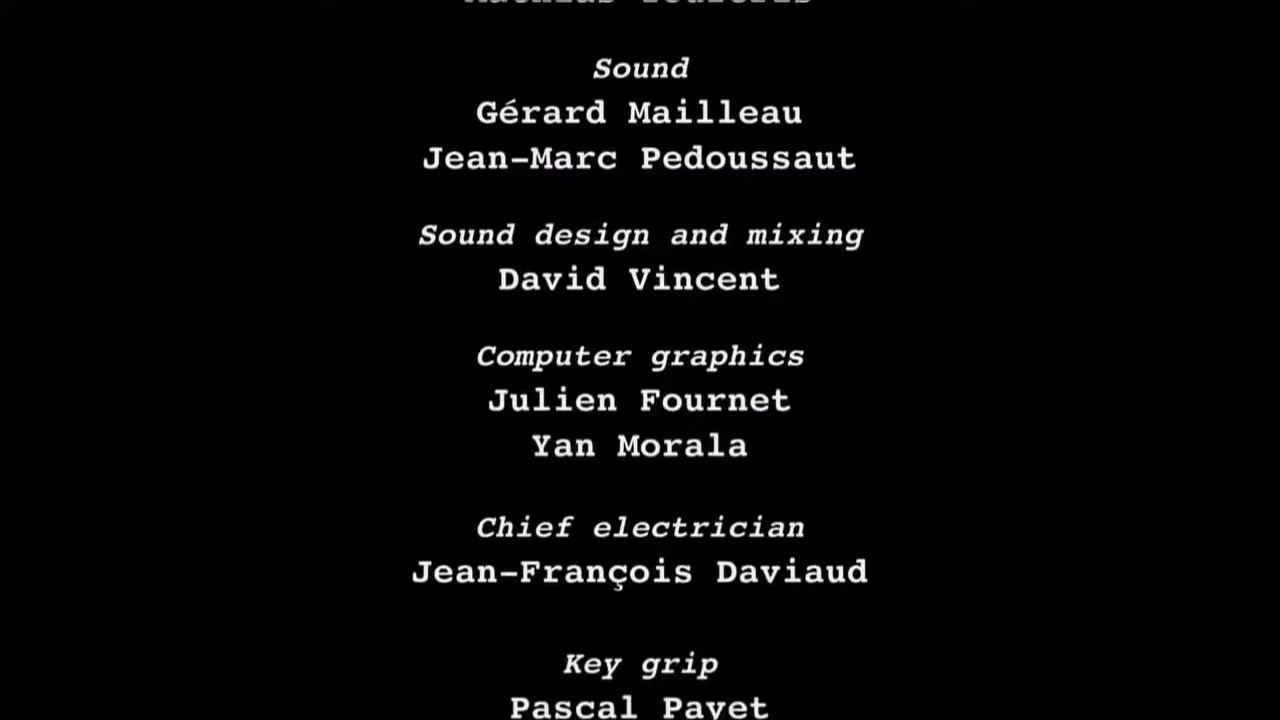 Sound
Gérard Mailleau
Jean-Marc Pedoussaut
Sound design and mixing
David Vincent
Computer graphics
Julien Fournet
Yan Morala
Chief electrician
Jean-François Daviaud
Key grip
Pascal Payet